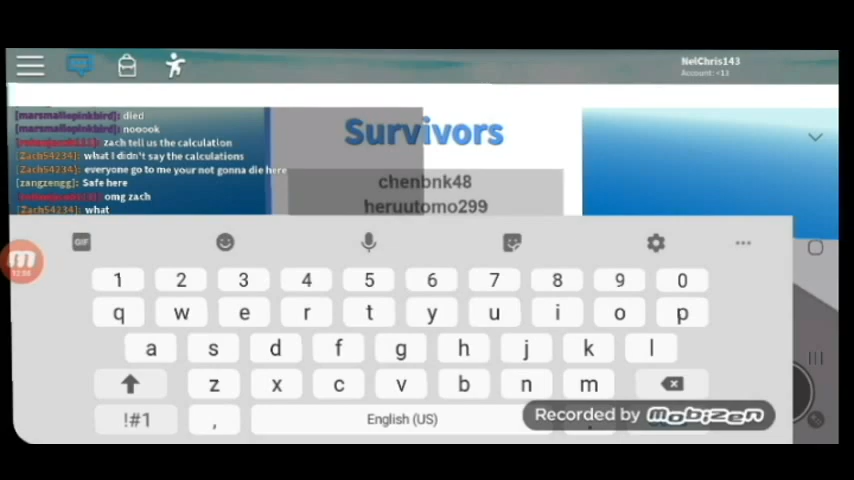 NelChris143
Account: <13
[marsmallopinkbird]: died
[marsmallopinkbird]: nooook
zach tell us the calculation
[Zach54234]: what I didn't say the calculations
[Zach54234]: everyone go to me your not gonna die here
[zangzengg]: Safe here
omg zach
[Zach54234]: what
Survivors
chenbnk48
heruutomo299
GIF
1 2 3 4 5 6 7 8 9 0
q w e r t y u i o p
a s d f g h j k l
z x c v b n m
!#1 , English (US) .
Recorded by mobizen